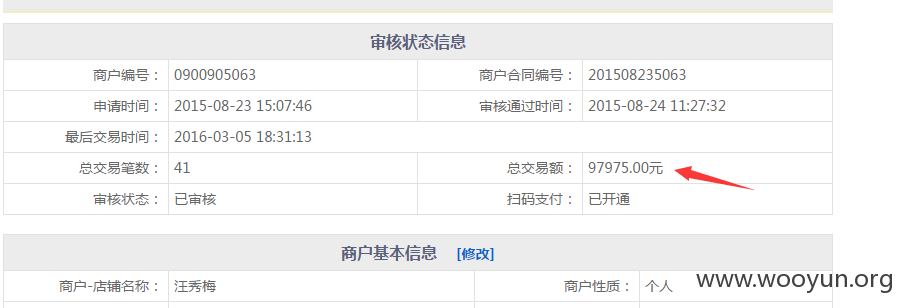 审核状态信息
商户编号： 0900905063 商户合同编号： 201508235063
申请时间： 2015-08-23 15:07:46 审核通过时间： 2015-08-24 11:27:32
最后交易时间： 2016-03-05 18:31:13
总交易笔数： 41 总交易额： 97975.00元
审核状态： 已审核 扫码支付： 已开通
商户基本信息 [修改]
商户-店铺名称： 汪秀梅 商户性质： 个人
www.wooyun.org